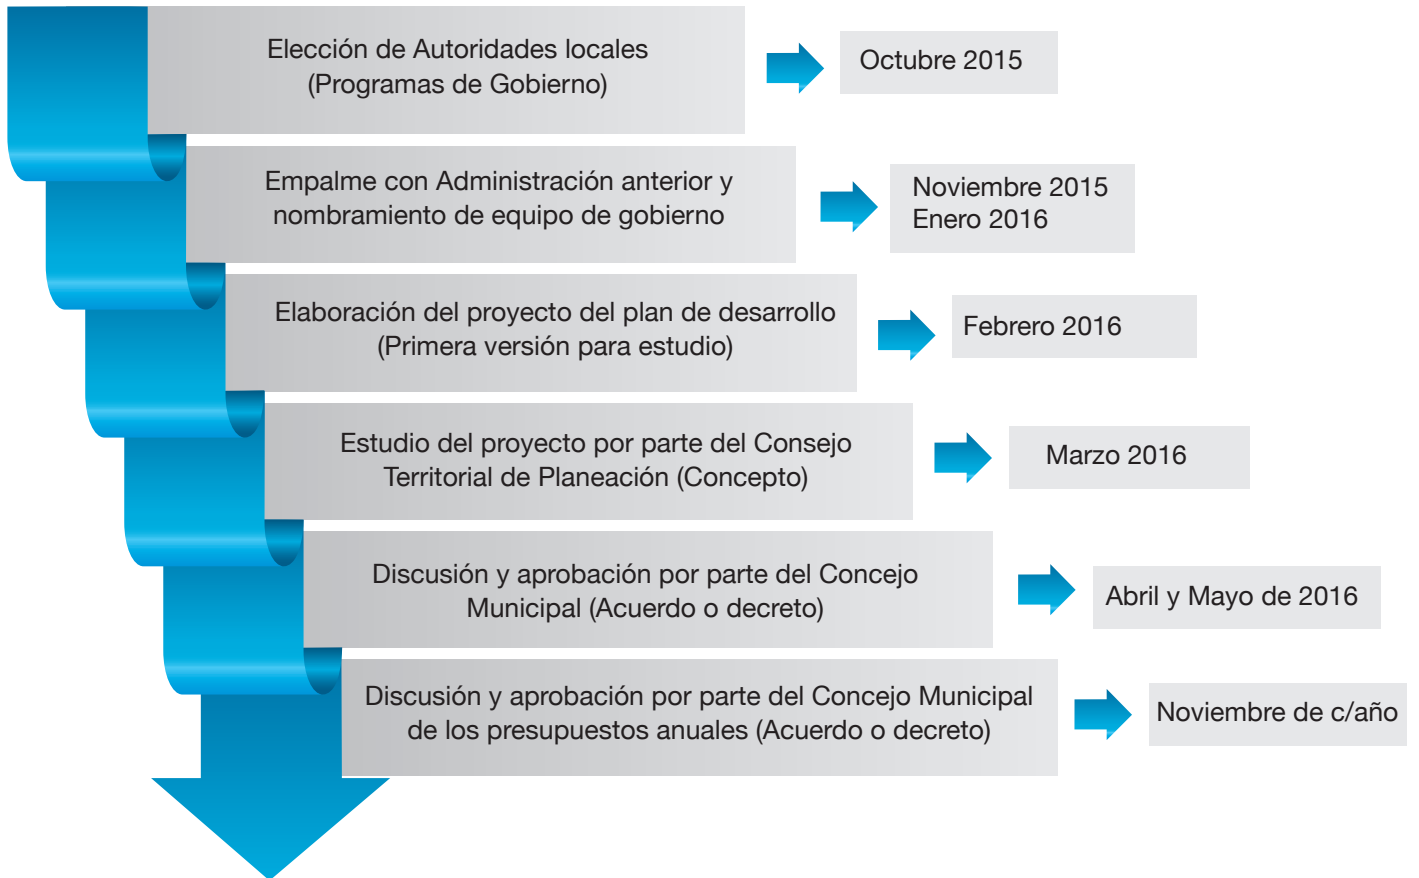 Elección de Autoridades locales
(Programas de Gobierno)
Octubre 2015
Empalme con Administración anterior y
nombramiento de equipo de gobierno
Noviembre 2015
Enero 2016
Elaboración del proyecto del plan de desarrollo
(Primera versión para estudio)
Febrero 2016
Estudio del proyecto por parte del Consejo
Territorial de Planeación (Concepto)
Marzo 2016
Discusión y aprobación por parte del Concejo
Municipal (Acuerdo o decreto)
Abril y Mayo de 2016
Discusión y aprobación por parte del Concejo Municipal
de los presupuestos anuales (Acuerdo o decreto)
Noviembre de c/año